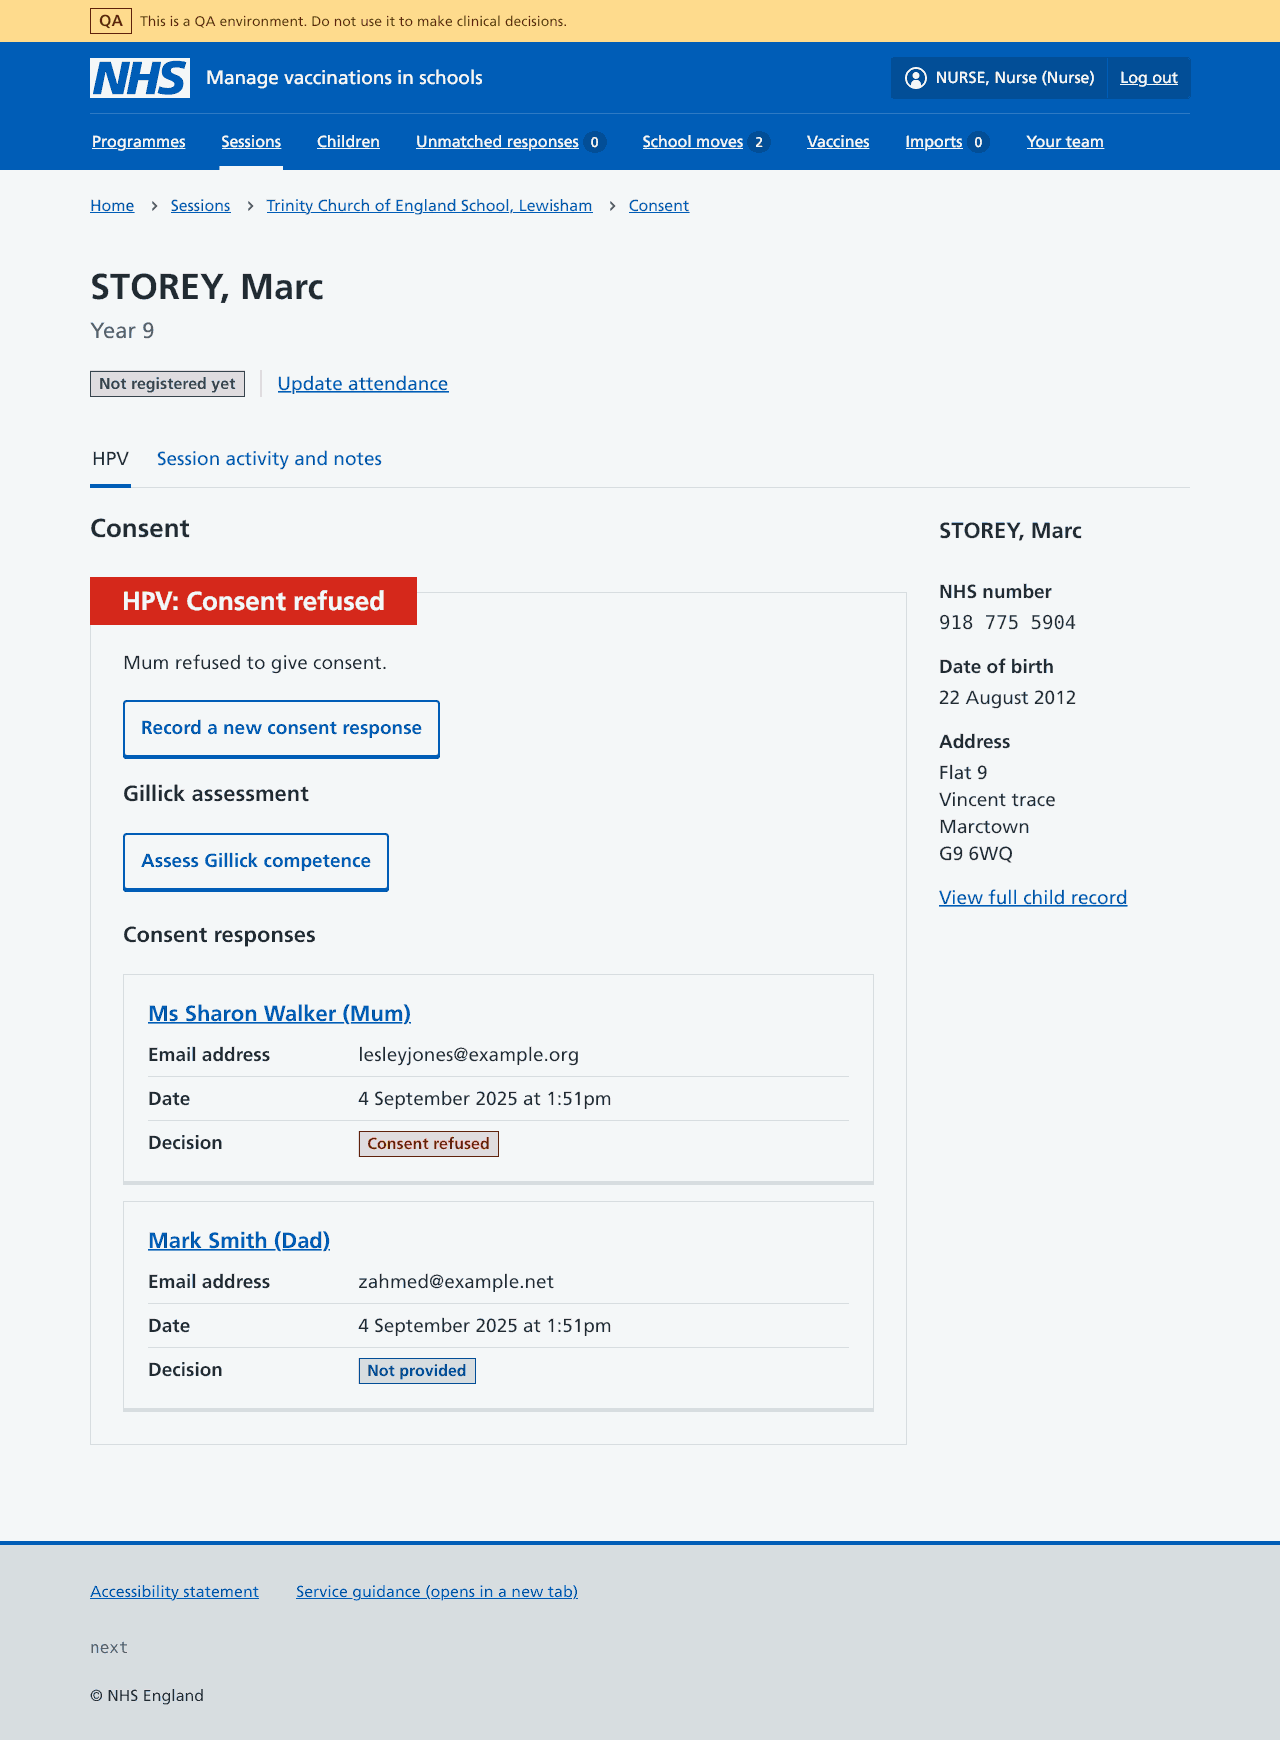 QA This is a QA environment. Do not use it to make clinical decisions.
NHS Manage vaccinations in schools NURSE, Nurse (Nurse) Log out
Programmes Sessions Children Unmatched responses 0 School moves 2 Vaccines Imports 0 Your team
Home Sessions Trinity Church of England School, Lewisham Consent
STOREY, Marc
Year 9
Not registered yet Update attendance
HPV Session activity and notes
Consent
HPV: Consent refused
Mum refused to give consent.
Record a new consent response
Gillick assessment
Assess Gillick competence
Consent responses
Ms Sharon Walker (Mum)
Email address lesleyjones@example.org
Date 4 September 2025 at 1:51pm
Decision Consent refused
Mark Smith (Dad)
Email address zahmed@example.net
Date 4 September 2025 at 1:51pm
Decision Not provided
STOREY, Marc
NHS number
918 775 5904
Date of birth
22 August 2012
Address
Flat 9
Vincent trace
Marctown
G9 6WQ
View full child record
Accessibility statement Service guidance (opens in a new tab)
next
© NHS England